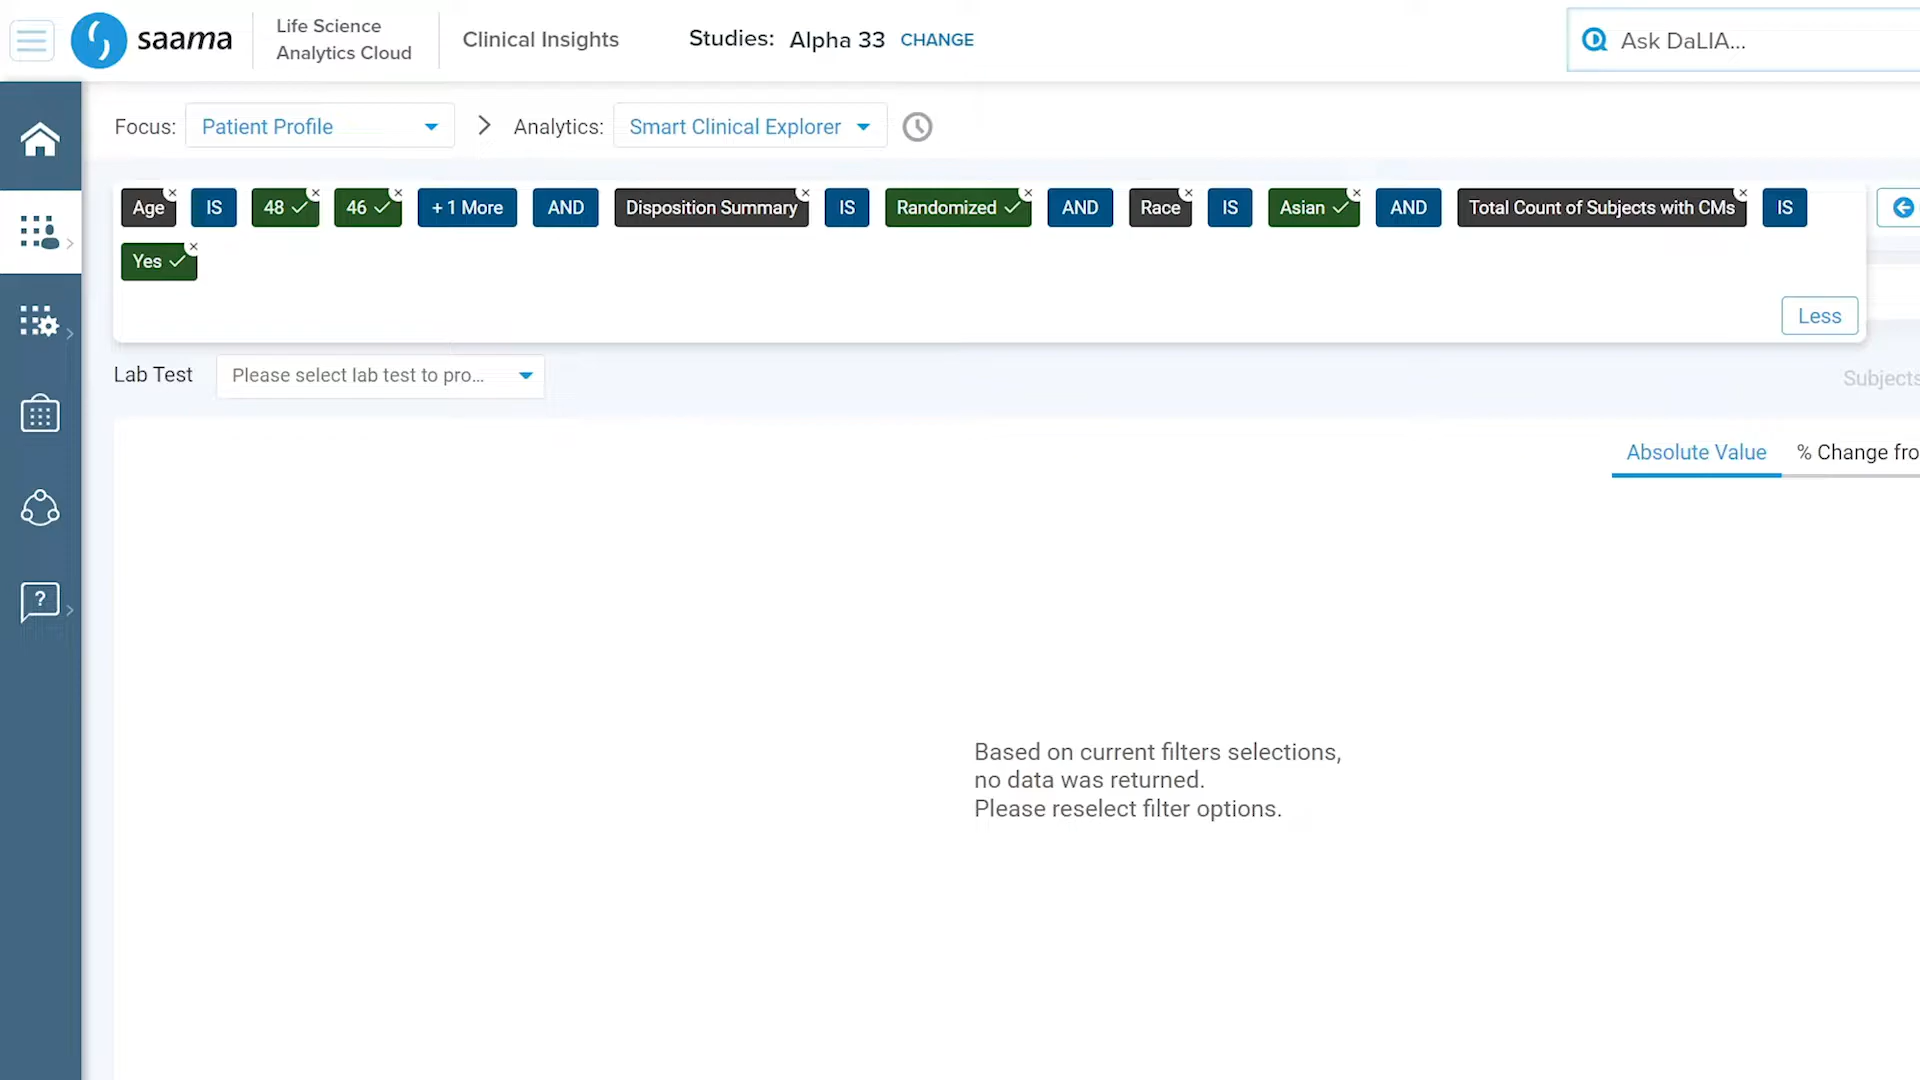 saama
Life Science
Analytics Cloud
Clinical Insights
Studies: Alpha 33 CHANGE
Ask DaLIA...
Focus: Patient Profile > Analytics: Smart Clinical Explorer
Age IS 48 ✓ 46 ✓ + 1 More AND Disposition Summary IS Randomized ✓ AND Race IS Asian ✓ AND Total Count of Subjects with CMs IS
Yes ✓
Less
Lab Test Please select lab test to pro...
Subjects
Absolute Value % Change fro
Based on current filters selections,
no data was returned.
Please reselect filter options.